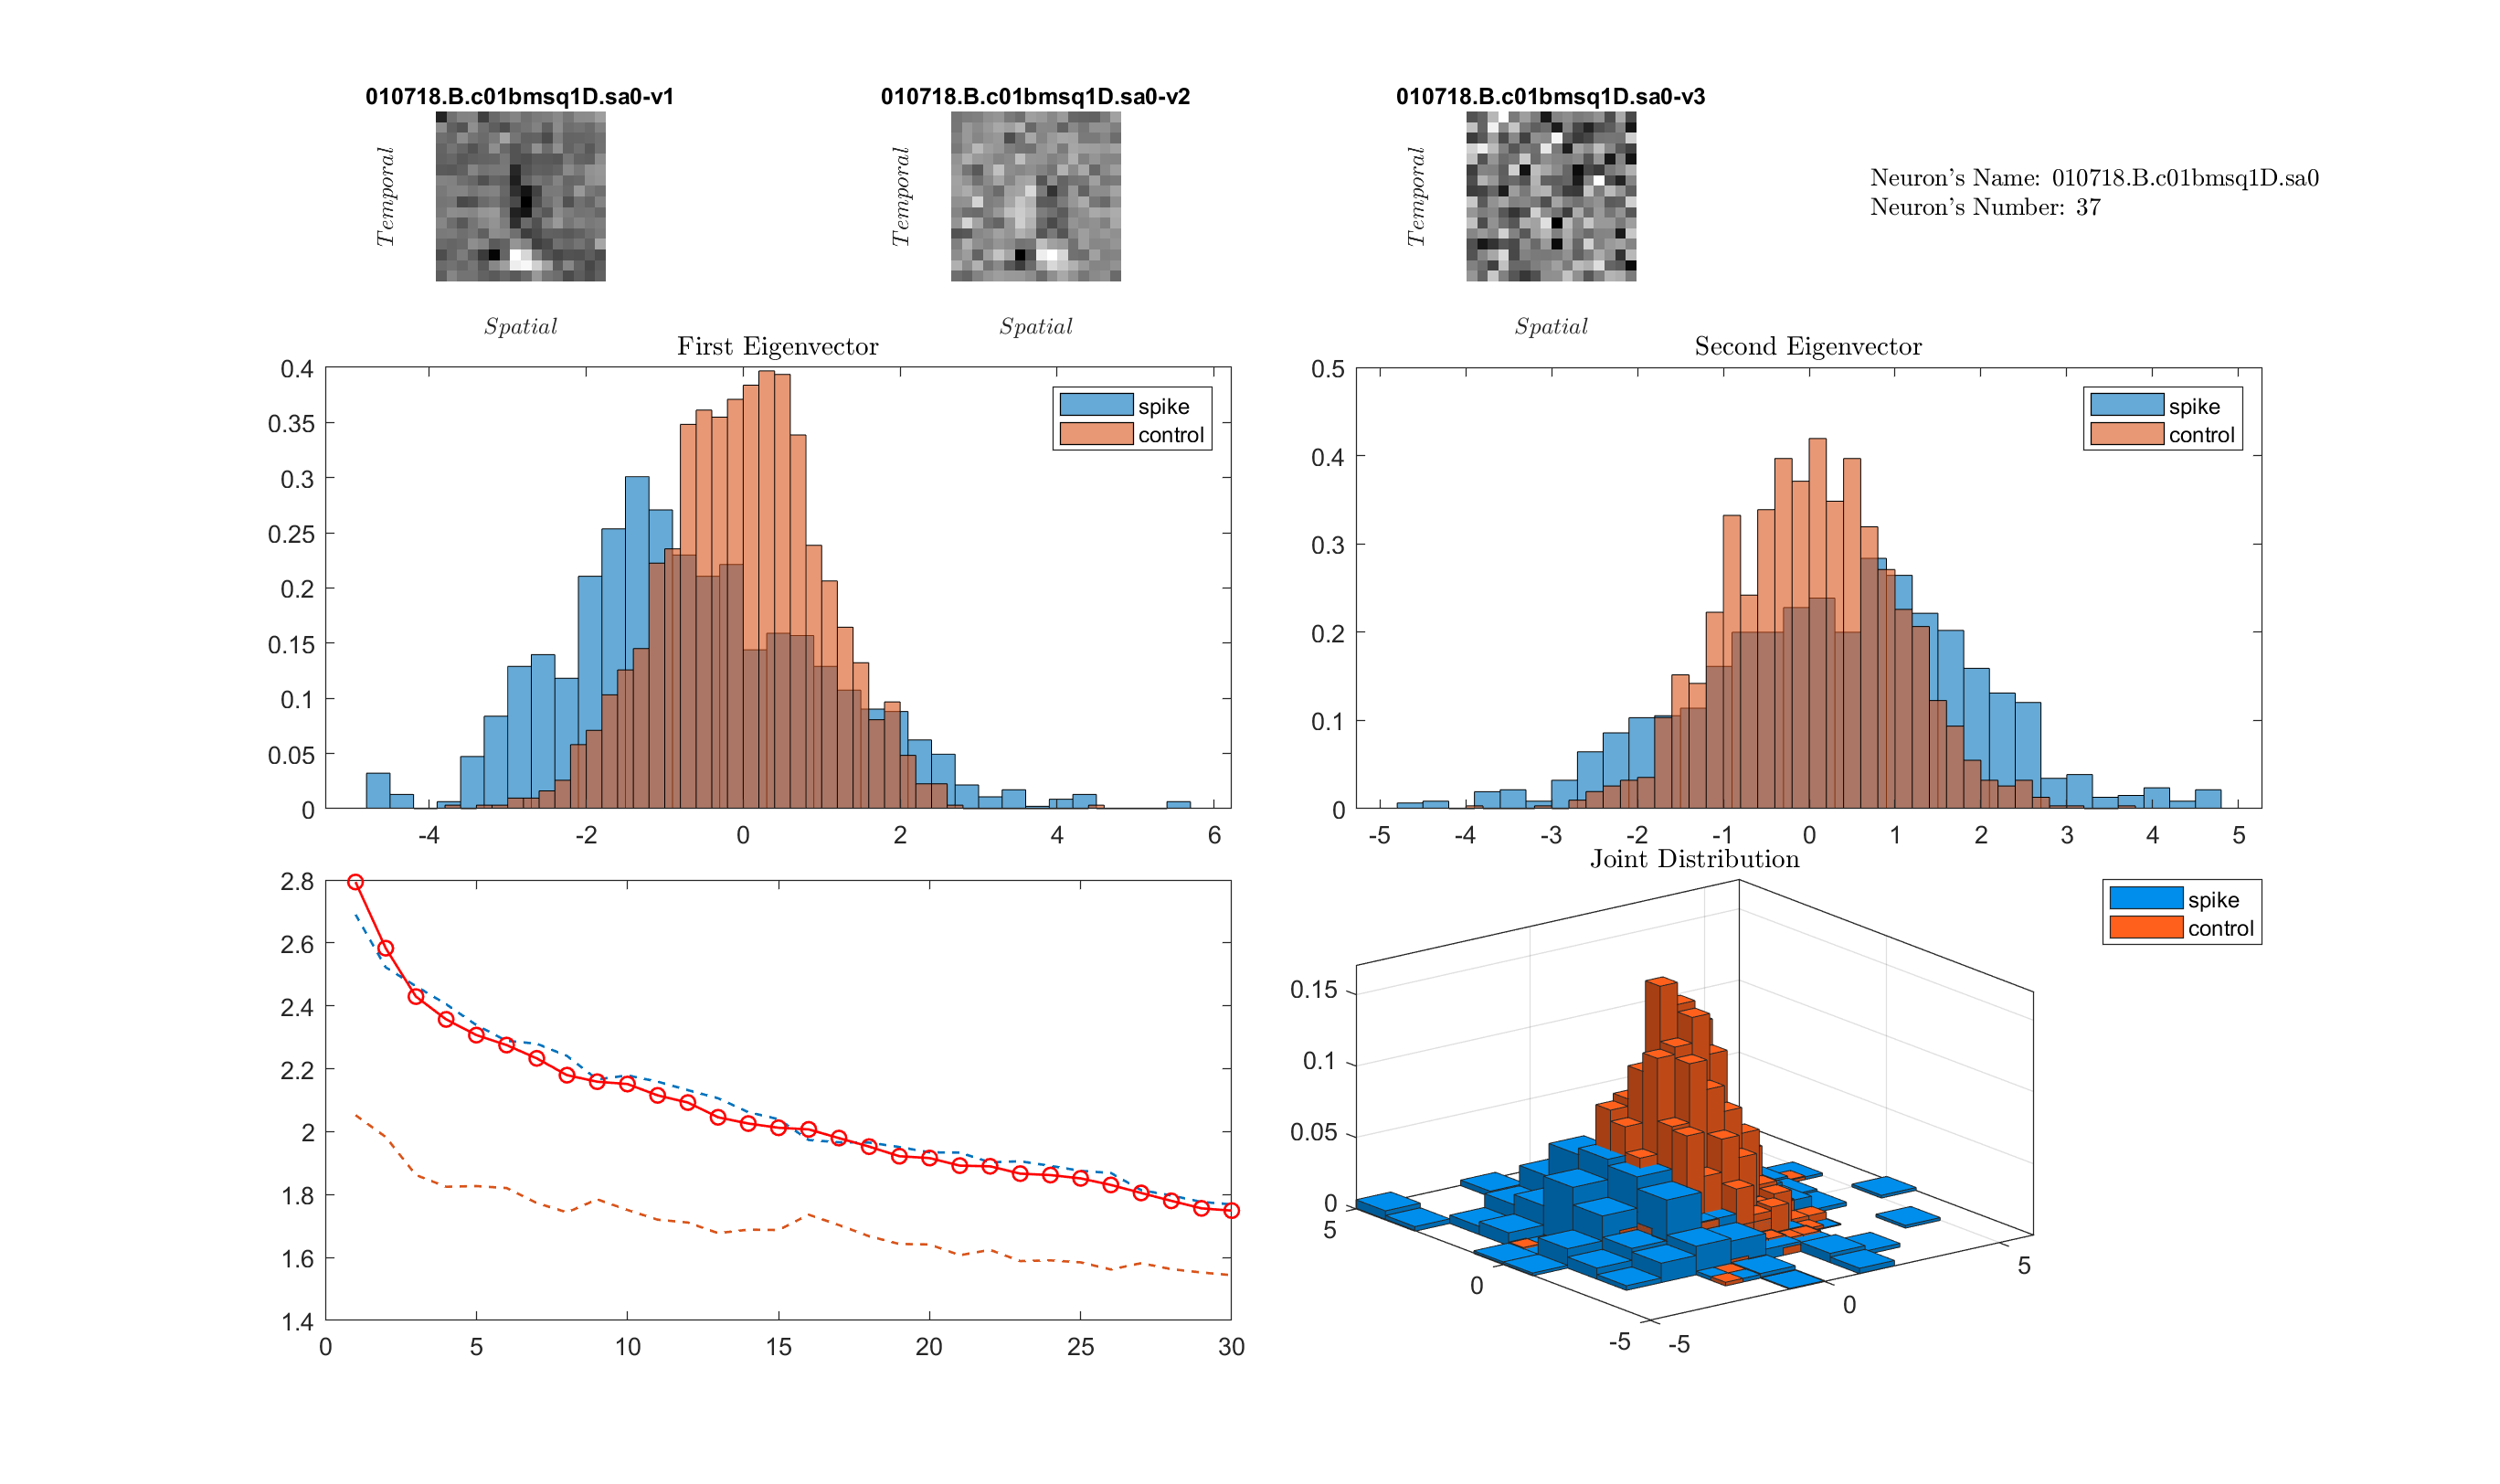 010718.B.c01bmsq1D.sa0-v1
010718.B.c01bmsq1D.sa0-v2
010718.B.c01bmsq1D.sa0-v3
Temporal
Temporal
Temporal
Neuron's Name: 010718.B.c01bmsq1D.sa0
Neuron's Number: 37
Spatial
Spatial
Spatial
First Eigenvector
0.4
0.35
0.3
0.25
0.2
0.15
0.1
0.05
0
-4 -2 0 2 4 6
spike
control
Second Eigenvector
0.5
0.4
0.3
0.2
0.1
0
-5 -4 -3 -2 -1 0 1 2 3 4 5
spike
control
2.8
2.6
2.4
2.2
2
1.8
1.6
1.4
0 5 10 15 20 25 30
Joint Distribution
spike
control
0.15
0.1
0.05
0
5
0
-5
-5
0
5